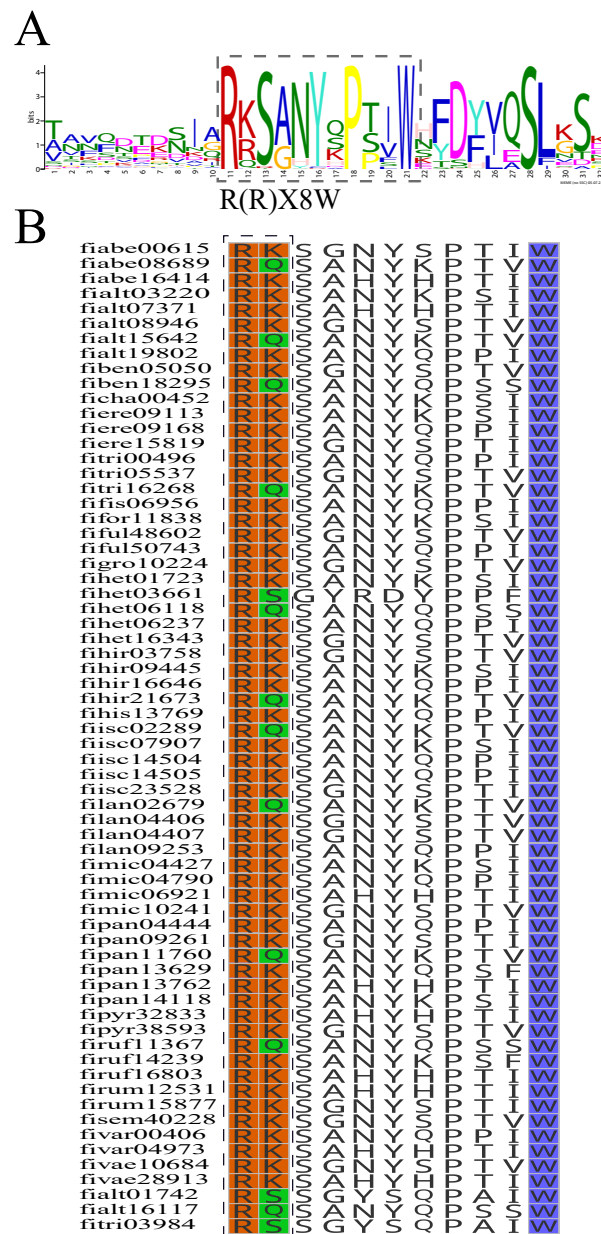 A
bits
R(R)X8W
B
fiabe00615 R K S G N Y S P T I W
fiabe08689 R Q S A N Y K P T V W
fiabe16414 R K S A H Y H P T I W
fialt03220 R K S A N Y K P S I W
fialt07371 R K S A H Y H P T I W
fialt08946 R K S G N Y S P T V W
fialt15642 R Q S A N Y K P T V W
fialt19802 R K S A N Y Q P P I W
fiben05050 R K S G N Y S P T V W
fiben18295 R Q S A N Y Q P S S W
ficha00452 R K S A N Y K P S I W
fiere09113 R K S A N Y K P S I W
fiere09168 R K S A N Y Q P P I W
fiere15819 R K S G N Y S P T I W
fitri00496 R K S A N Y Q P P I W
fitri05537 R K S G N Y S P T V W
fitri16268 R Q S A N Y K P T V W
fifis06956 R K S A N Y Q P P I W
fifor11838 R K S A N Y K P S I W
fiful48602 R K S G N Y S P T V W
fiful50743 R K S A N Y Q P P I W
figro10224 R K S G N Y S P T V W
fihet01723 R K S A N Y K P S I W
fihet03661 R S G Y R D Y P P F W
fihet06118 R Q S A N Y Q P S S W
fihet06237 R K S A N Y Q P P I W
fihet16343 R K S G N Y S P T V W
fihir03758 R K S G N Y S P T V W
fihir09445 R K S A N Y K P S I W
fihir16646 R K S A N Y Q P P I W
fihir21673 R Q S A N Y K P T V W
fihis13769 R K S A N Y Q P P I W
fiisc02289 R Q S A N Y K P T V W
fiisc07907 R K S A N Y K P S I W
fiisc14504 R K S A N Y Q P P I W
fiisc14505 R K S A N Y Q P P I W
fiisc23528 R K S G N Y S P T I W
filan02679 R Q S A N Y K P T V W
filan04406 R K S G N Y S P T V W
filan04407 R K S G N Y S P T V W
filan09253 R K S A N Y Q P P I W
fimic04427 R K S A N Y K P S I W
fimic04790 R K S A N Y Q P P I W
fimic06921 R K S A H Y H P T I W
fimic10241 R K S G N Y S P T V W
fipan04444 R K S A N Y Q P P I W
fipan09261 R K S G N Y S P T I W
fipan11760 R Q S A N Y K P T V W
fipan13629 R K S A N Y Q P S F W
fipan13762 R K S A H Y H P T I W
fipan14118 R K S A N Y K P S I W
fipyr32833 R K S A H Y H P T I W
fipyr38593 R K S G N Y S P T V W
firuf11367 R Q S A N Y Q P S S W
firuf14239 R K S A N Y K P S F W
firuf16803 R K S A H Y H P T I W
firum12531 R K S A H Y H P T I W
firum15877 R K S G N Y S P T I W
fisem40228 R K S G N Y S P T V W
fivar00406 R K S A N Y Q P P I W
fivar04973 R K S A H Y H P T I W
fivae10684 R K S G N Y S P T V W
fivae28913 R K S A H Y H P T I W
fialt01742 R S S G Y S Q P A I W
fialt16117 R Q S A N Y Q P S S W
fitri03984 R S S G Y S Q P A I W